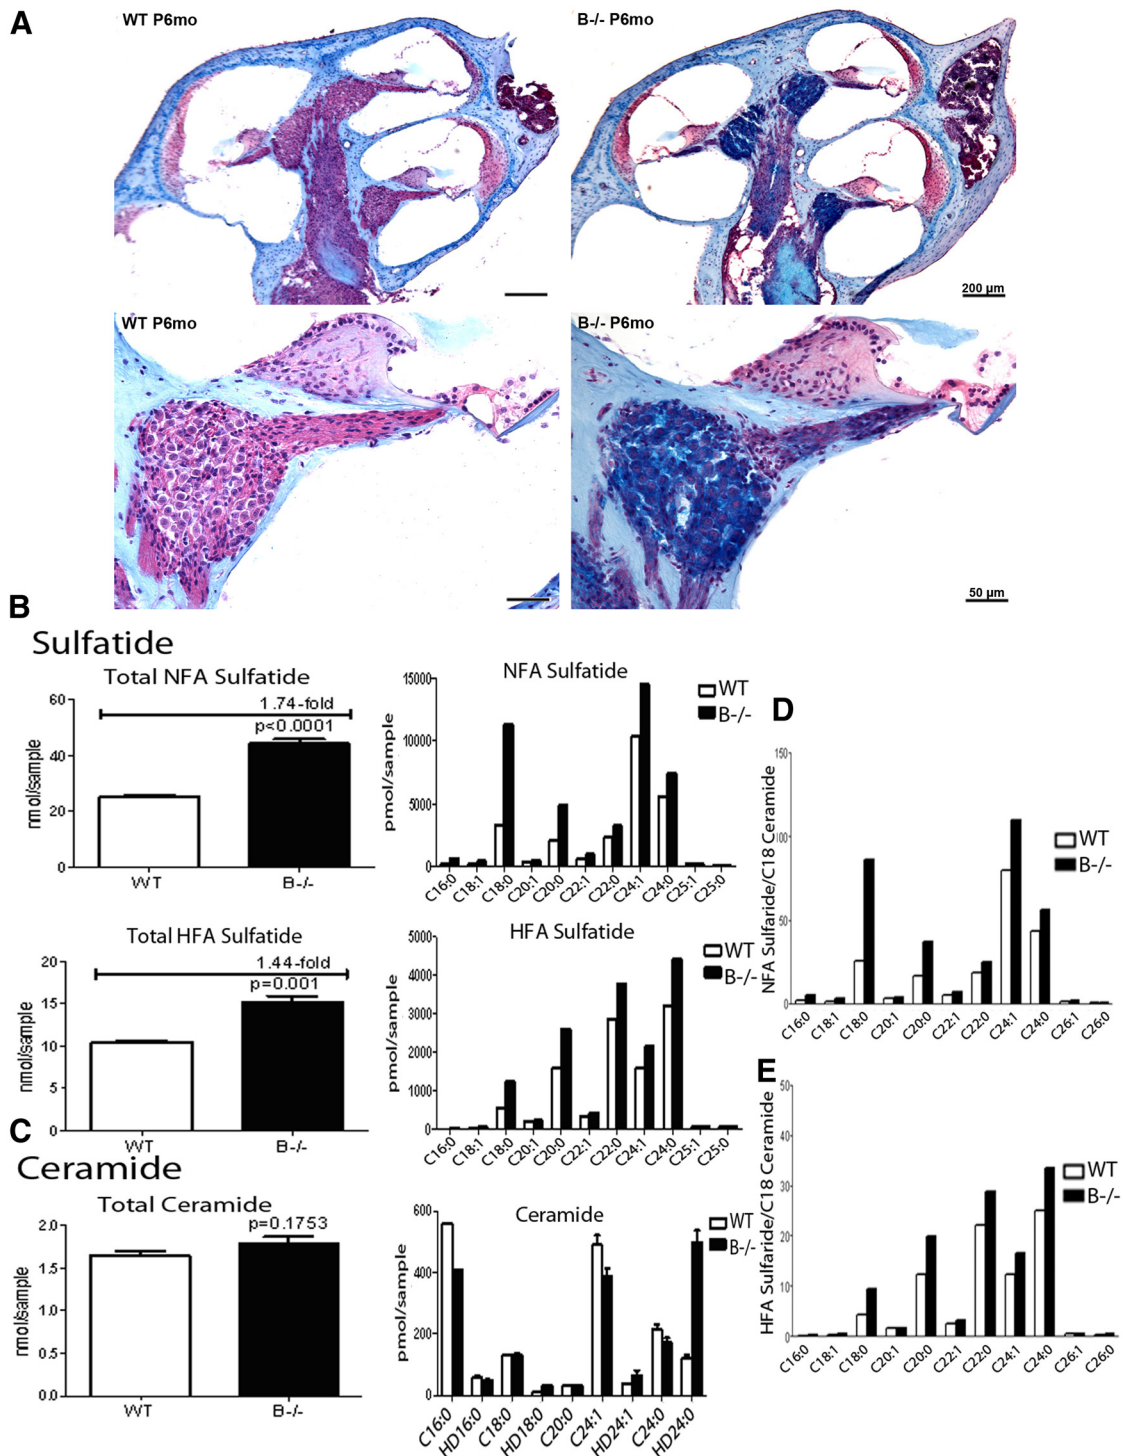 A
WT P6mo
B-/- P6mo
200 µm
WT P6mo
B-/- P6mo
50 µm
B
Sulfatide
Total NFA Sulfatide
60
40
20
0
nmol/sample
1.74-fold
p<0.0001
WT
B-/-
NFA Sulfatide
15000
10000
5000
0
pmol/sample
WT
B-/-
C16:0
C18:1
C18:0
C20:1
C20:0
C22:1
C22:0
C24:1
C24:0
C25:1
C25:0
Total HFA Sulfatide
20
15
10
5
0
nmol/sample
1.44-fold
p=0.001
WT
B-/-
HFA Sulfatide
5000
4000
3000
2000
1000
0
pmol/sample
WT
B-/-
C16:0
C18:1
C18:0
C20:1
C20:0
C22:1
C22:0
C24:1
C24:0
C25:1
C25:0
C
Ceramide
Total Ceramide
2.0
1.5
1.0
0.5
0.0
nmol/sample
p=0.1753
WT
B-/-
Ceramide
600
400
200
0
pmol/sample
WT
B-/-
C16:0
HD16:0
C18:0
HD18:0
C20:0
C24:1
HD24:1
C24:0
HD24:0
D
150
100
50
0
NFA Sulfaride/C18 Ceramide
WT
B-/-
C16:0
C18:1
C18:0
C20:1
C20:0
C22:1
C22:0
C24:1
C24:0
C26:1
C26:0
E
50
40
30
20
10
0
HFA Sulfaride/C18 Ceramide
WT
B-/-
C16:0
C18:1
C18:0
C20:1
C20:0
C22:1
C22:0
C24:1
C24:0
C26:1
C26:0